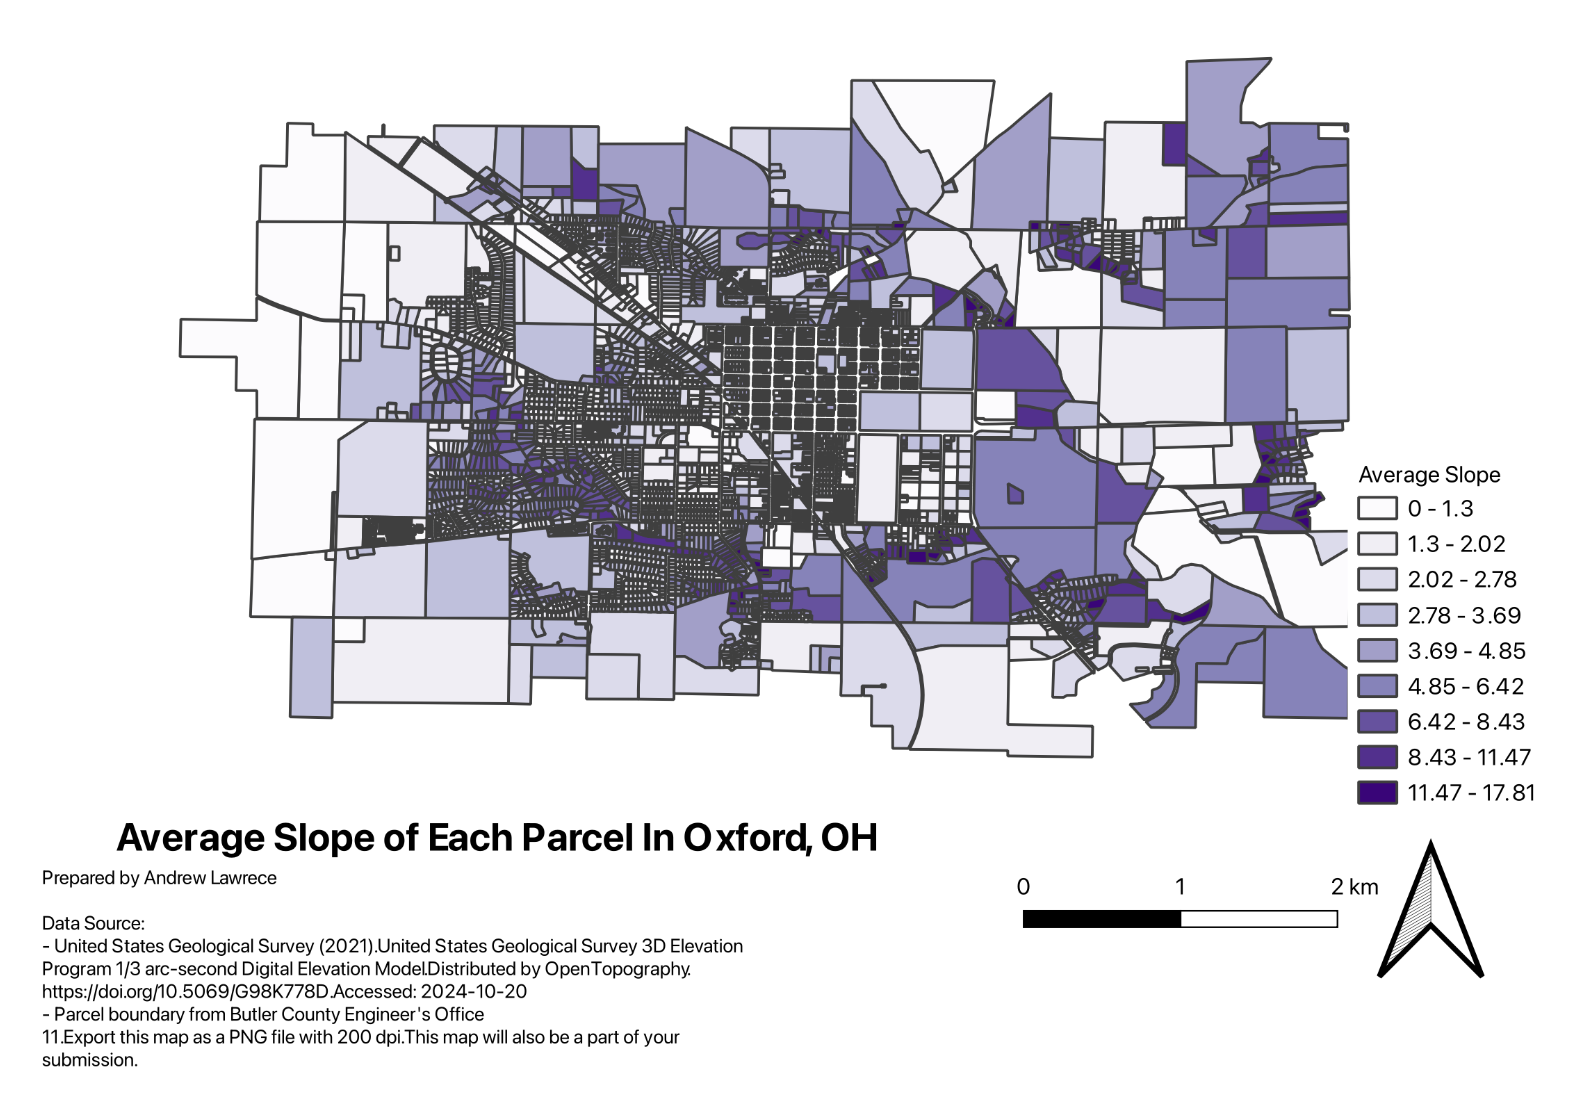 Average Slope
0 - 1.3
1.3 - 2.02
2.02 - 2.78
2.78 - 3.69
3.69 - 4.85
4.85 - 6.42
6.42 - 8.43
8.43 - 11.47
11.47 - 17.81
Average Slope of Each Parcel In Oxford, OH
Prepared by Andrew Lawrece
0 1 2 km
Data Source:
- United States Geological Survey (2021).United States Geological Survey 3D Elevation
Program 1/3 arc-second Digital Elevation Model.Distributed by OpenTopography.
https://doi.org/10.5069/G98K778D.Accessed: 2024-10-20
- Parcel boundary from Butler County Engineer's Office
11.Export this map as a PNG file with 200 dpi.This map will also be a part of your
submission.